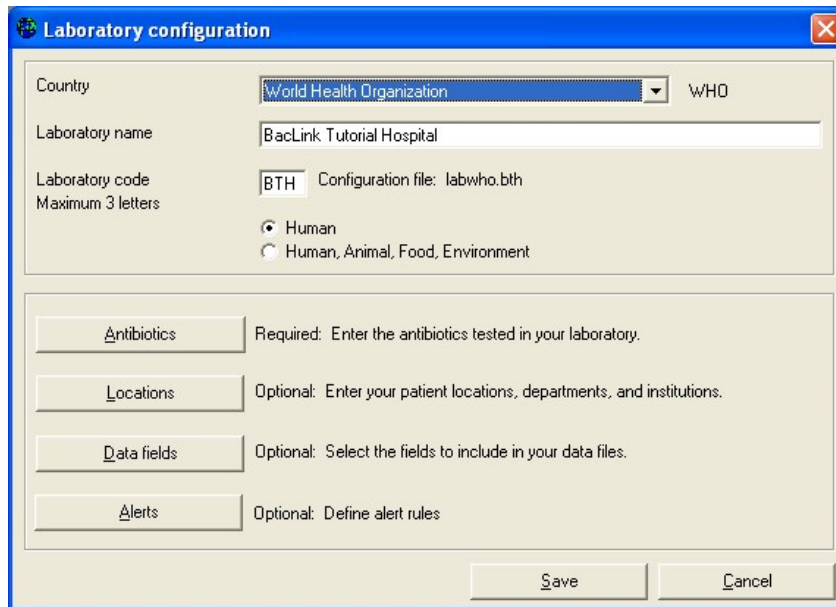 Laboratory configuration
Country
World Health Organization
WHO
Laboratory name
BacLink Tutorial Hospital
Laboratory code
Maximum 3 letters
BTH
Configuration file: labwho.bth
Human
Human, Animal, Food, Environment
Antibiotics
Required: Enter the antibiotics tested in your laboratory.
Locations
Optional: Enter your patient locations, departments, and institutions.
Data fields
Optional: Select the fields to include in your data files.
Alerts
Optional: Define alert rules
Save
Cancel